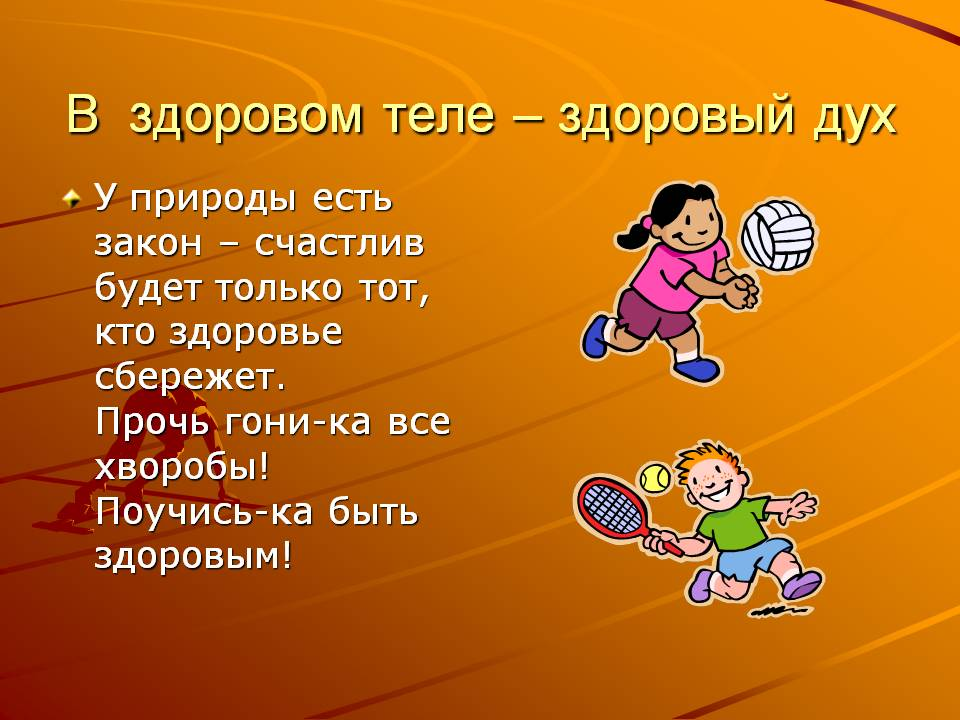 В здоровом теле – здоровый дух
У природы есть
закон – счастлив
будет только тот,
кто здоровье
сбережет.
Прочь гони-ка все
хворобы!
Поучись-ка быть
здоровым!